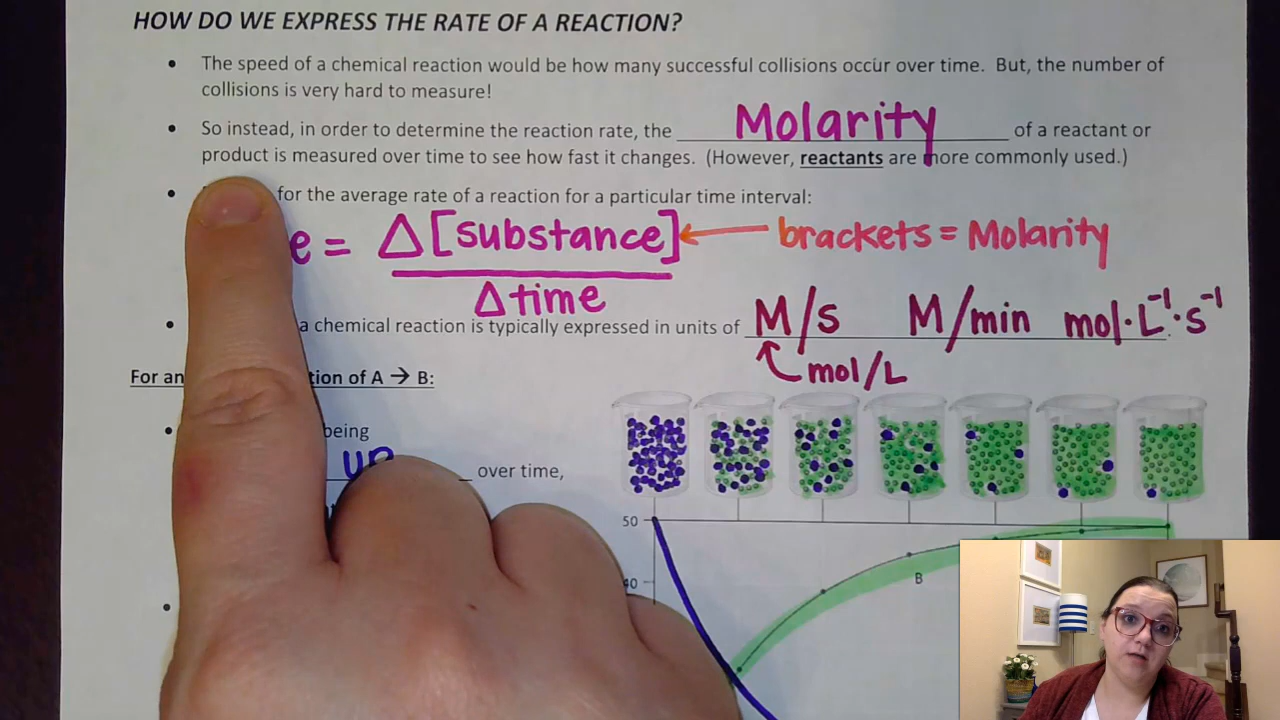 HOW DO WE EXPRESS THE RATE OF A REACTION?
• The speed of a chemical reaction would be how many successful collisions occur over time. But, the number of
collisions is very hard to measure!
• So instead, in order to determine the reaction rate, the Molarity of a reactant or
product is measured over time to see how fast it changes. (However, reactants are more commonly used.)
• for the average rate of a reaction for a particular time interval:
e = Δ[substance] ← brackets = Molarity
Δtime
• a chemical reaction is typically expressed in units of M/s M/min mol·L⁻¹·s⁻¹
mol/L
For an tion of A → B:
• being
up over time,
50
40
B
•